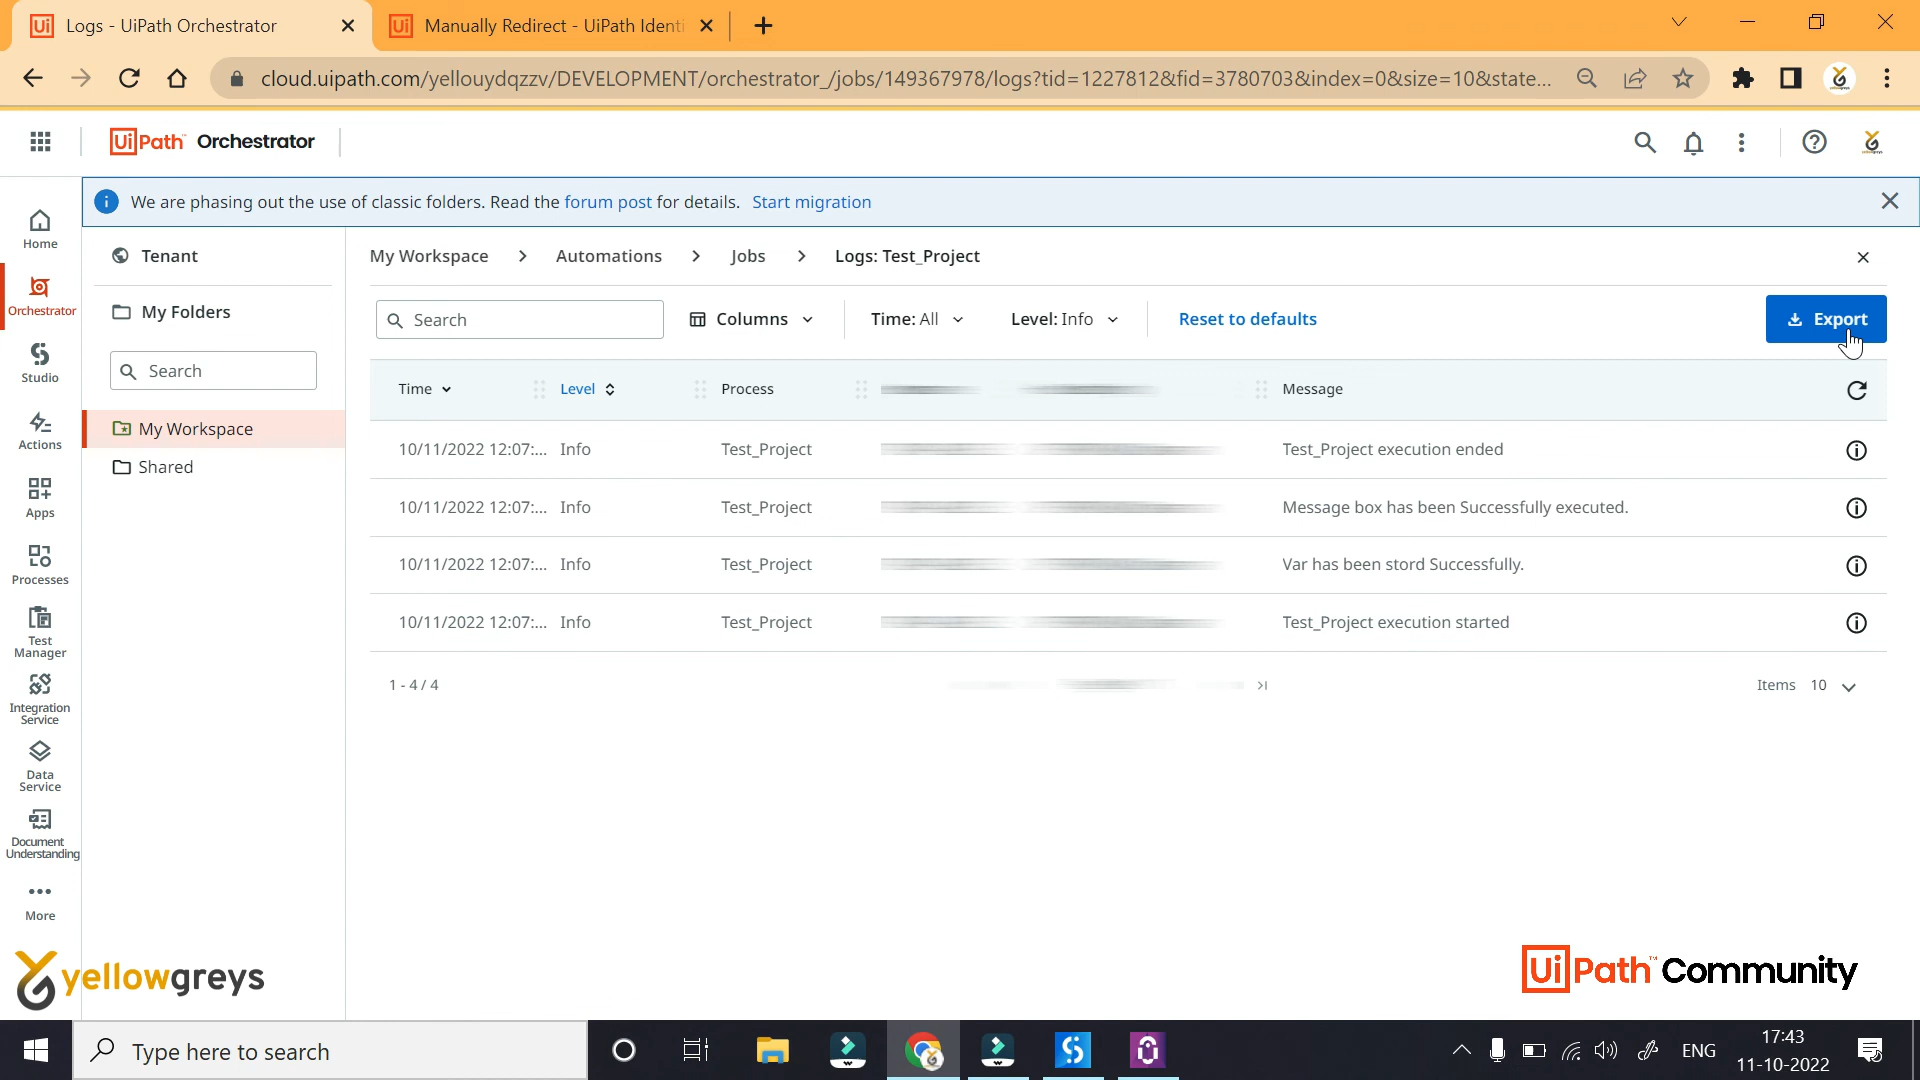 Logs - UiPath Orchestrator
Manually Redirect - UiPath Identi
cloud.uipath.com/yellouydqzzv/DEVELOPMENT/orchestrator_/jobs/149367978/logs?tid=1227812&fid=3780703&index=0&size=10&state...
UiPath Orchestrator
We are phasing out the use of classic folders. Read the forum post for details. Start migration
Home
Orchestrator
Studio
Actions
Apps
Processes
Test Manager
Integration Service
Data Service
Document Understanding
More
Tenant
My Folders
Search
My Workspace
Shared
My Workspace > Automations > Jobs > Logs: Test_Project
Search Columns Time: All Level: Info Reset to defaults Export
Time Level Process Message
10/11/2022 12:07:... Info Test_Project Test_Project execution ended
10/11/2022 12:07:... Info Test_Project Message box has been Successfully executed.
10/11/2022 12:07:... Info Test_Project Var has been stord Successfully.
10/11/2022 12:07:... Info Test_Project Test_Project execution started
1 - 4 / 4 Items 10
yellowgreys
UiPath™ Community
Type here to search
ENG
17:43
11-10-2022